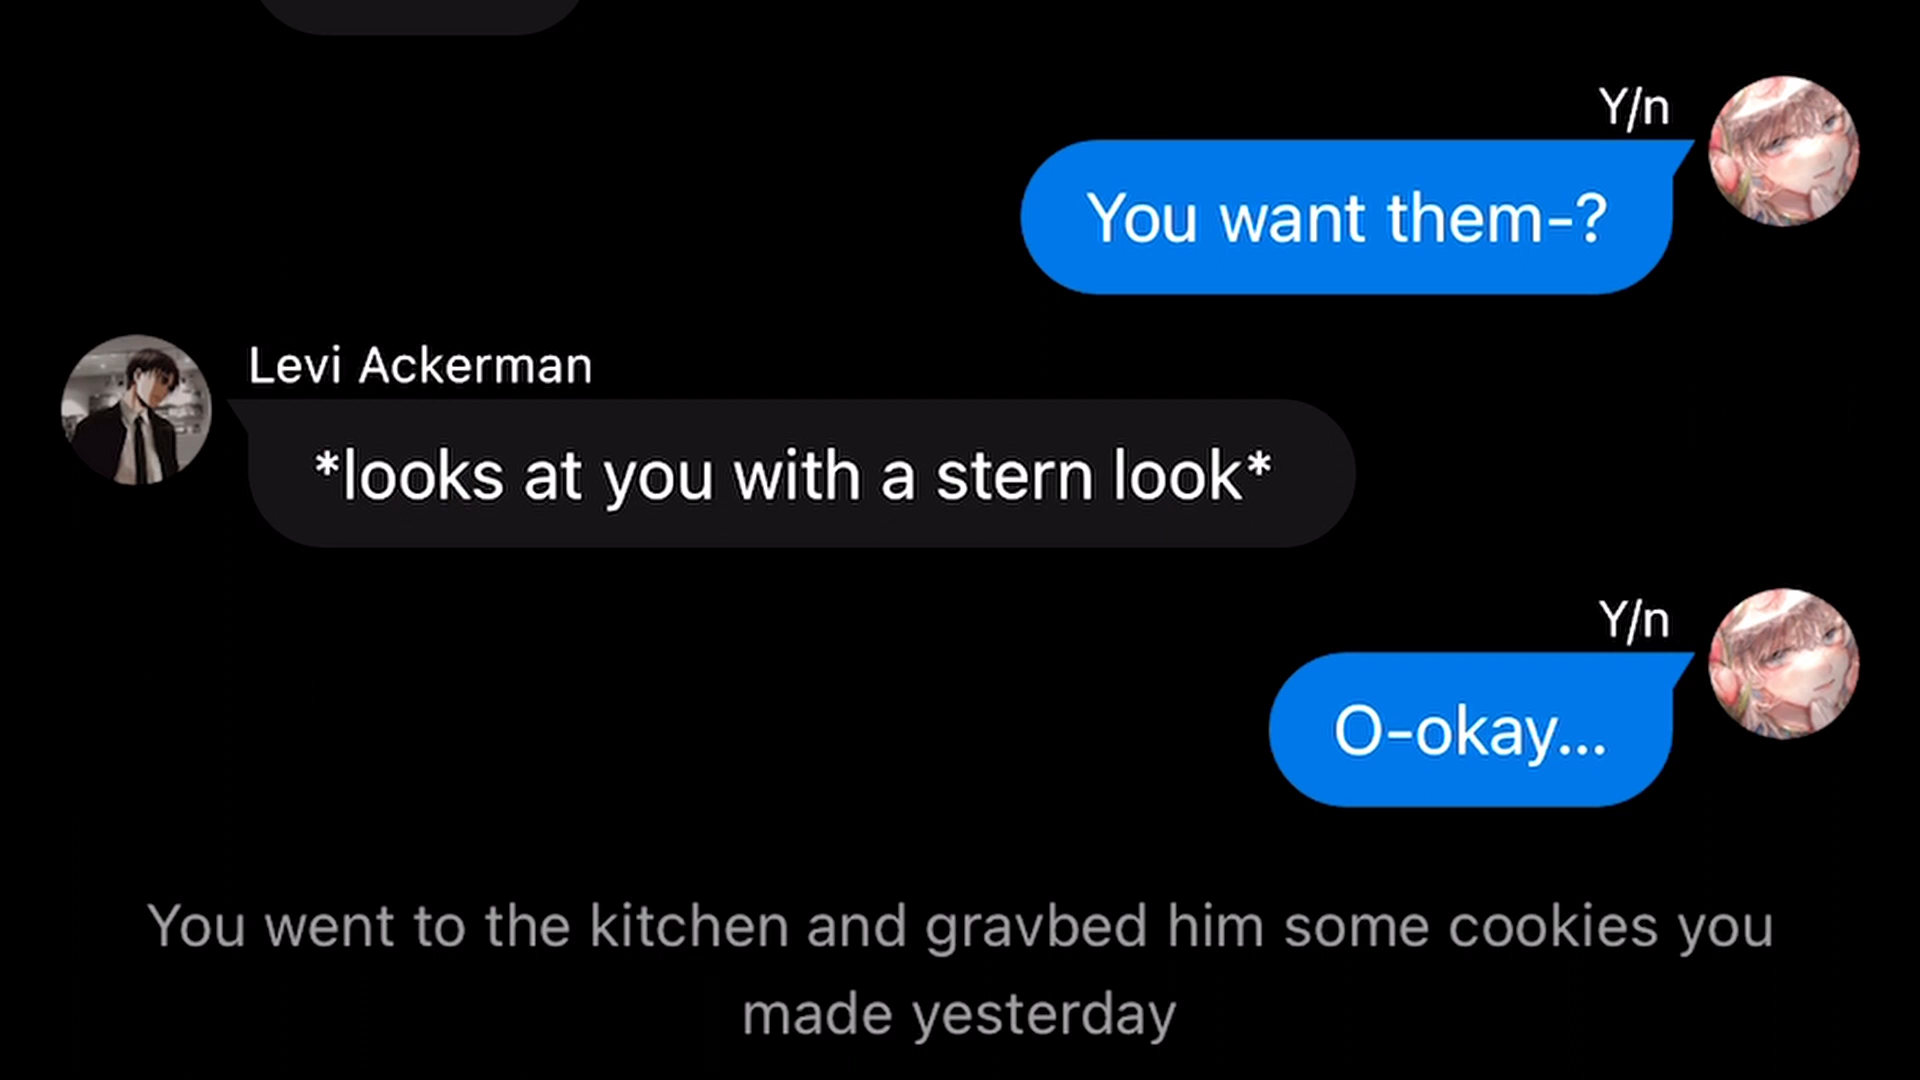 Y/n
You want them-?
Levi Ackerman
*looks at you with a stern look*
Y/n
O-okay...
You went to the kitchen and gravbed him some cookies you
made yesterday